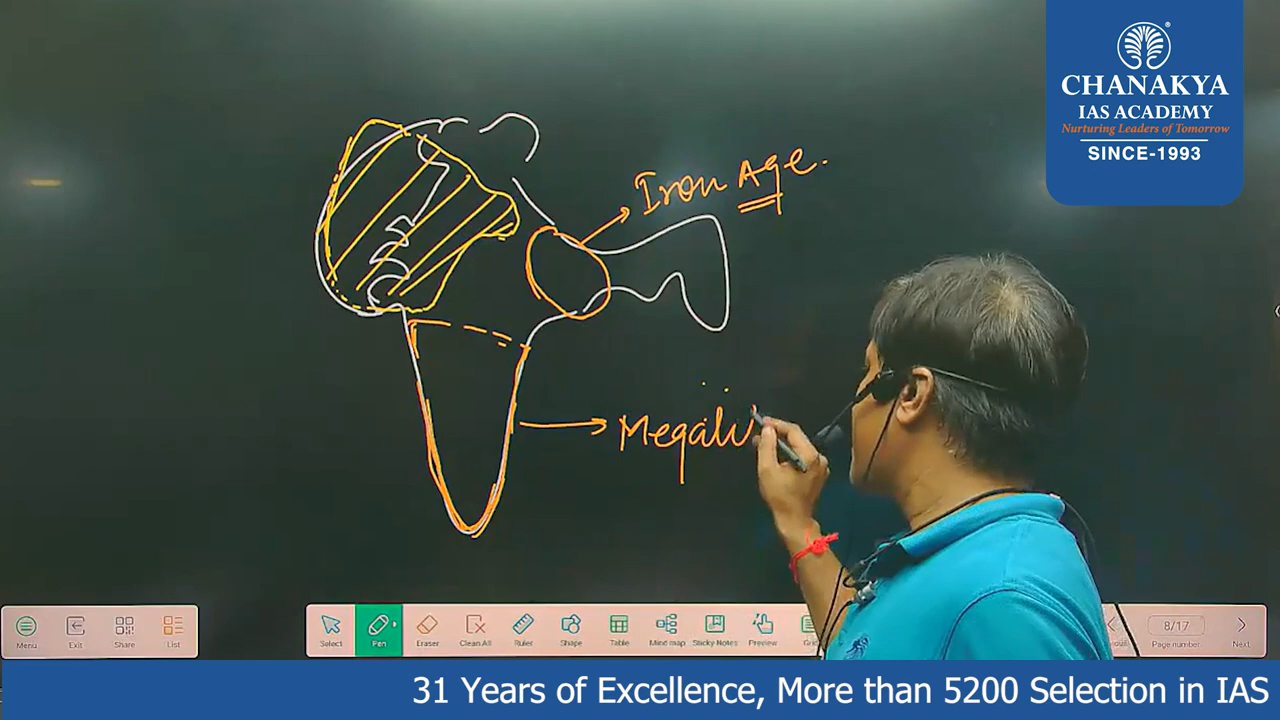 CHANAKYA
IAS ACADEMY
Nurturing Leaders of Tomorrow
SINCE-1993
Iron Age.
Megali
Menu
Exit
Share
List
Select
Pen
Eraser
Clean All
Ruler
Shape
Table
Mind map
Sticky Notes
Preview
8/17
Page number
Next
31 Years of Excellence, More than 5200 Selection in IAS